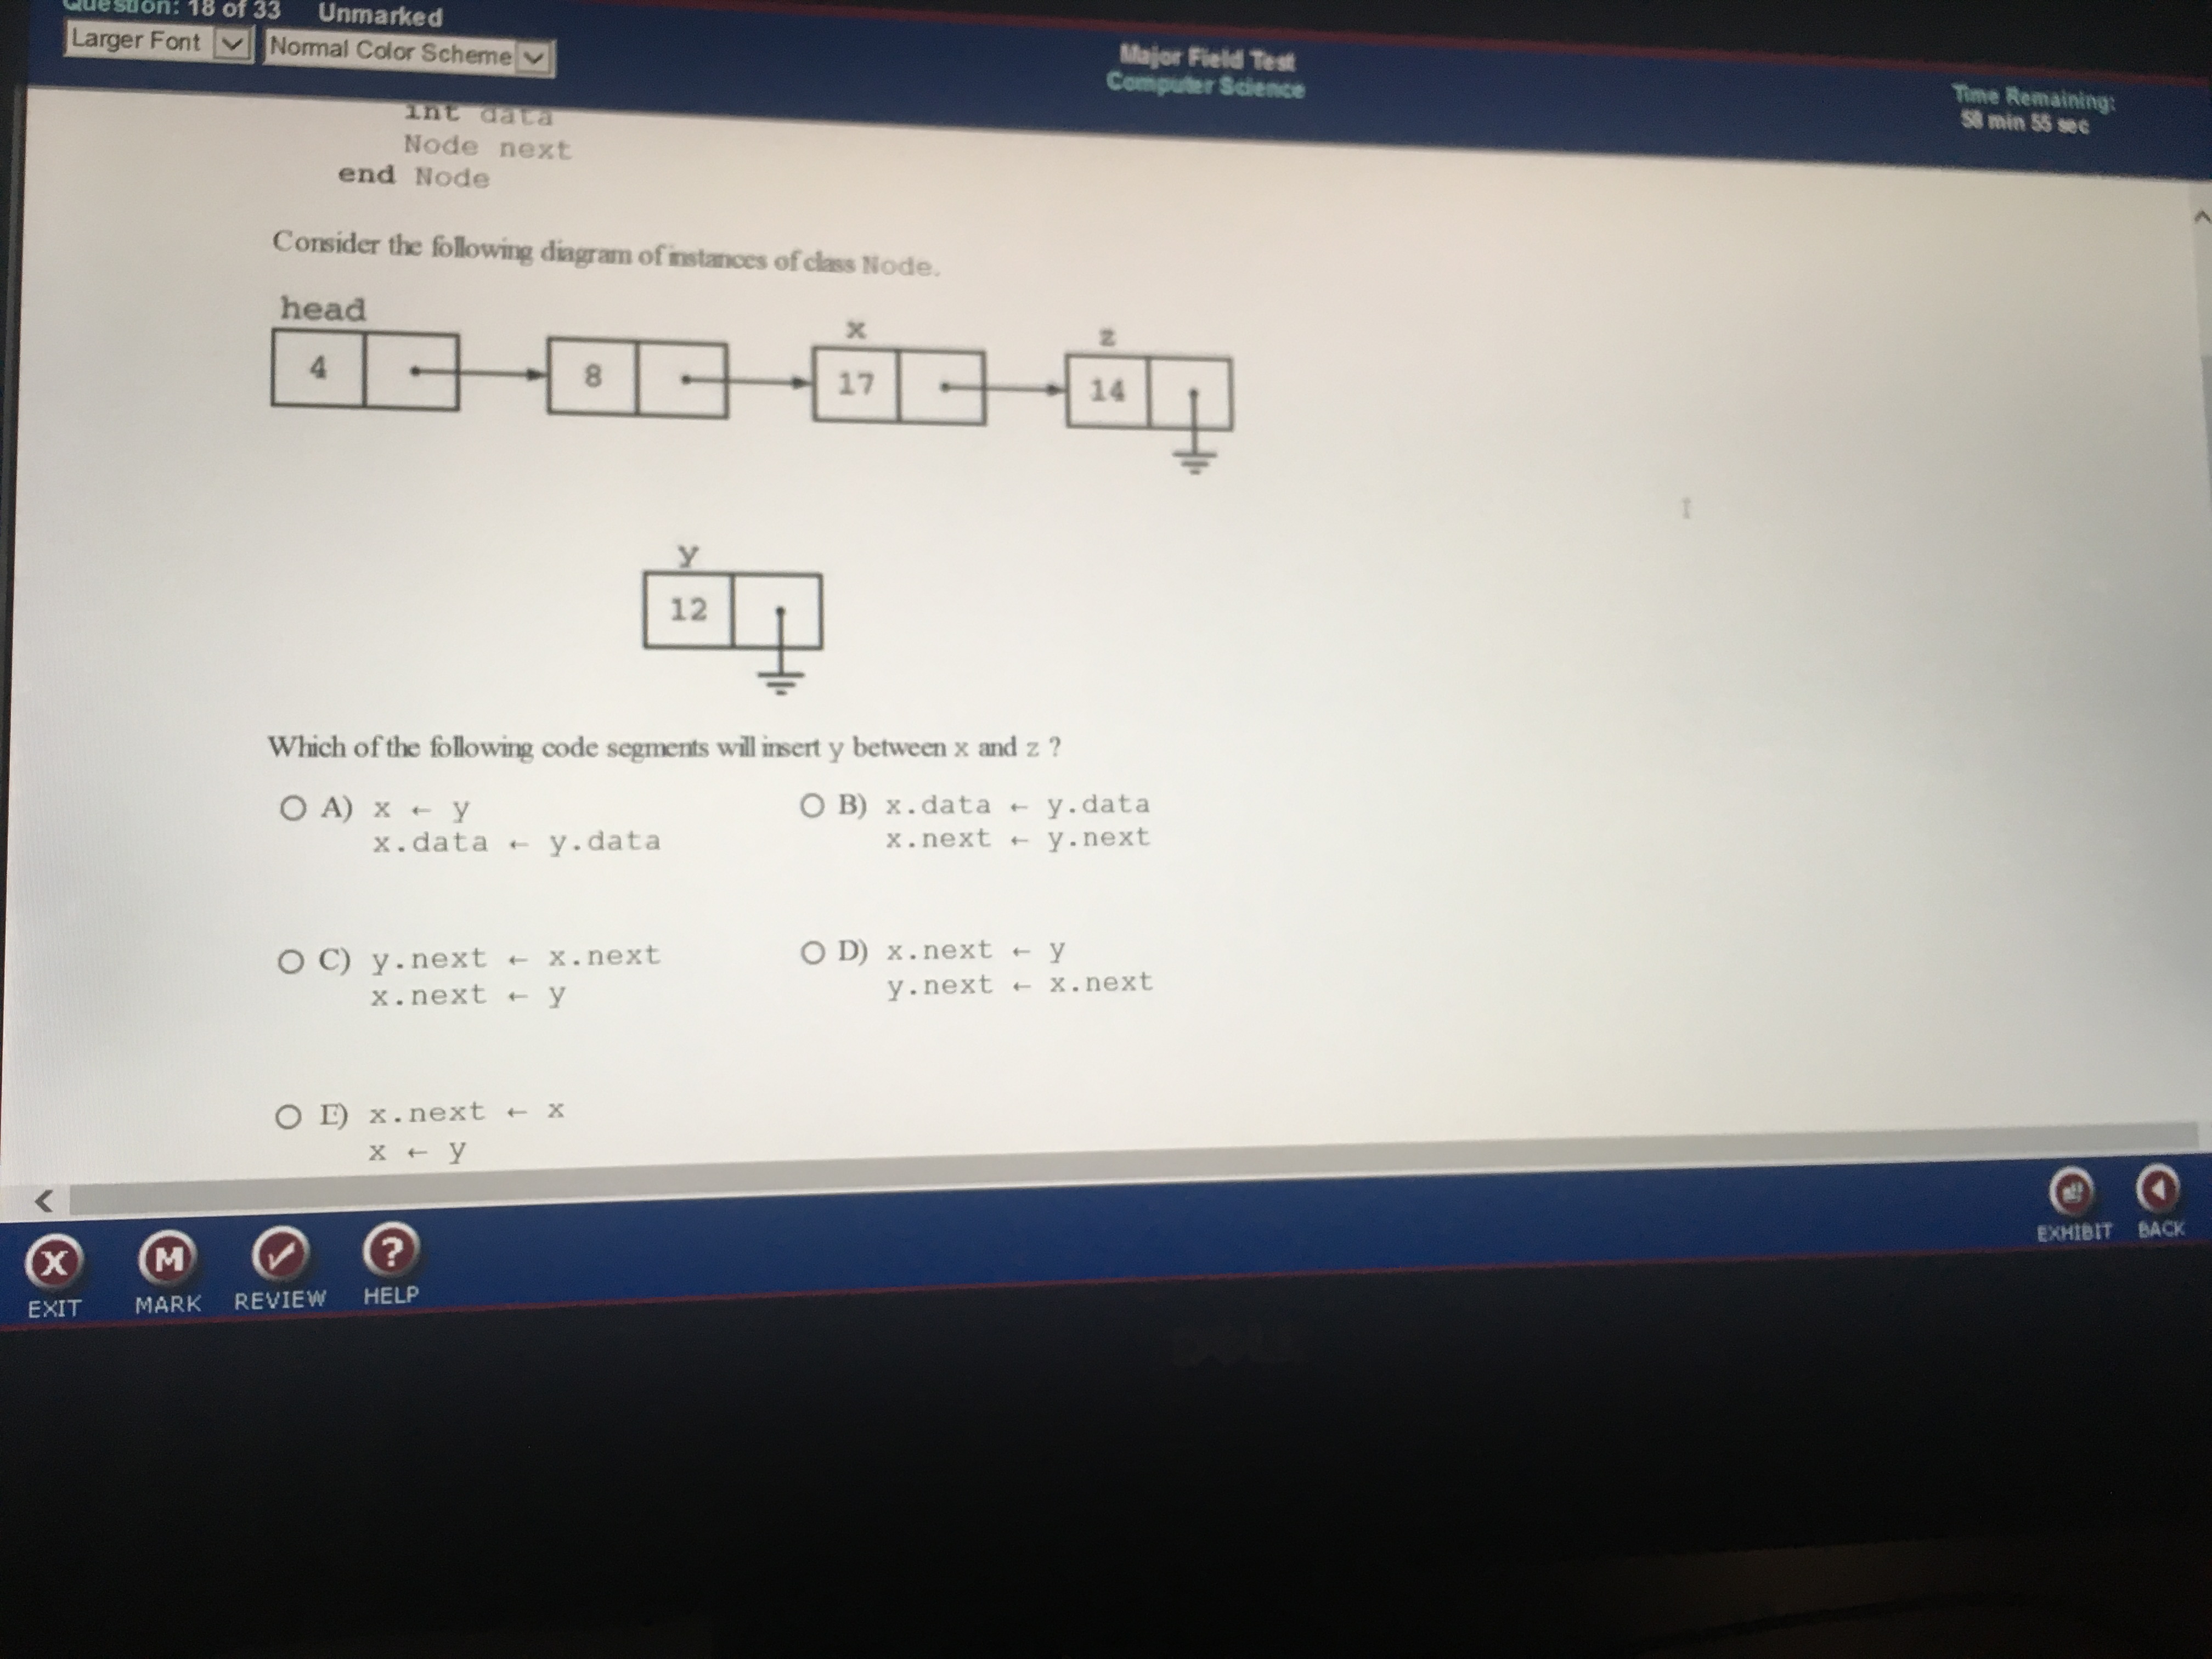 Question: 18 of 33 Unmarked
Larger Font Normal Color Scheme
Major Field Test
Computer Science
Time Remaining:
58 min 55 sec
int data
Node next
end Node
Consider the following diagram of instances of class Node.
head
x
z
4
8
17
14
y
12
Which of the following code segments will insert y between x and z ?
A) x ← y
x.data ← y.data
B) x.data ← y.data
x.next ← y.next
C) y.next ← x.next
x.next ← y
D) x.next ← y
y.next ← x.next
E) x.next ← x
x ← y
X
M
?
EXIT
MARK
REVIEW
HELP
EXHIBIT
BACK
DELL